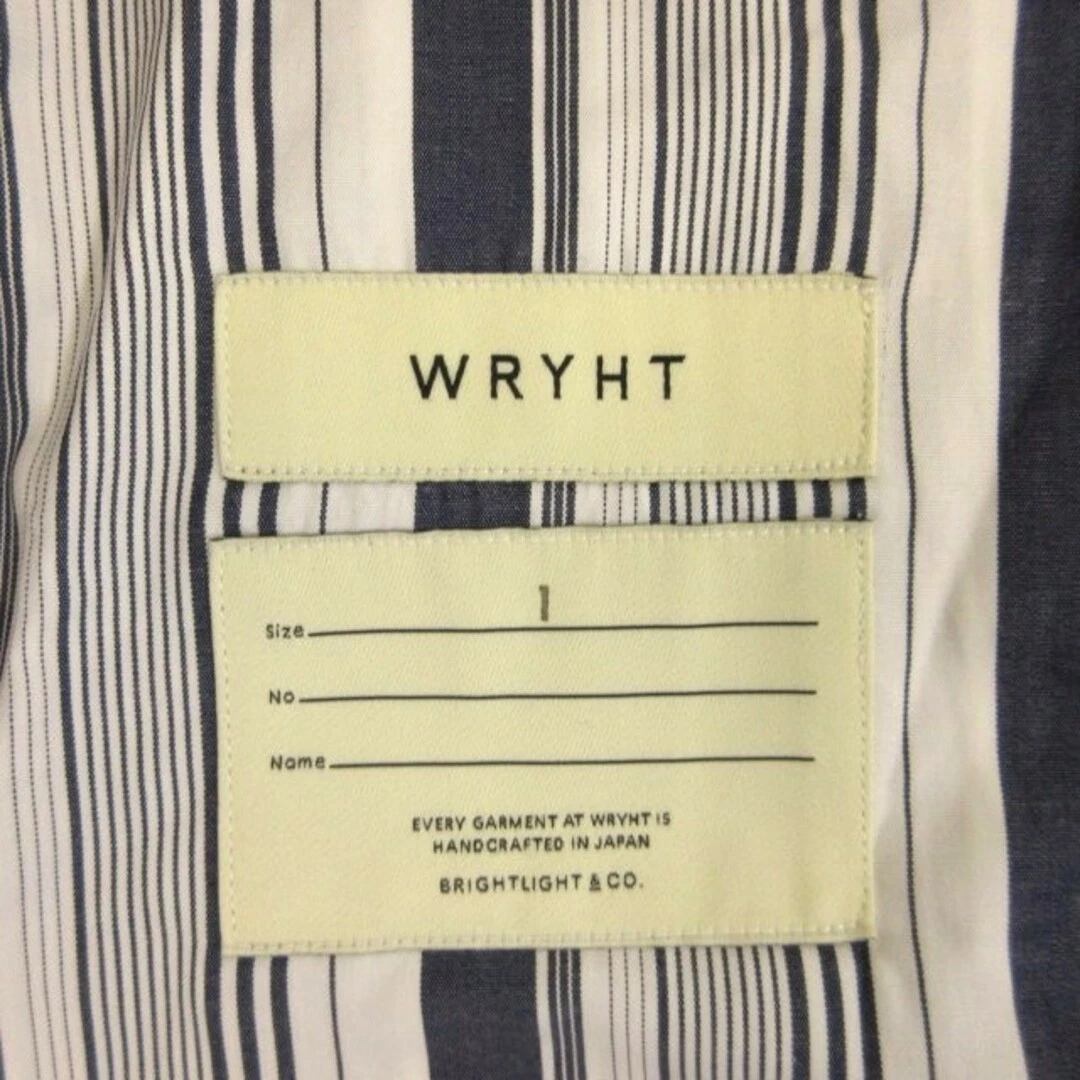 WRYHT
Size 1
No
Name
EVERY GARMENT AT WRYHT IS
HANDCRAFTED IN JAPAN
BRIGHTLIGHT & CO.